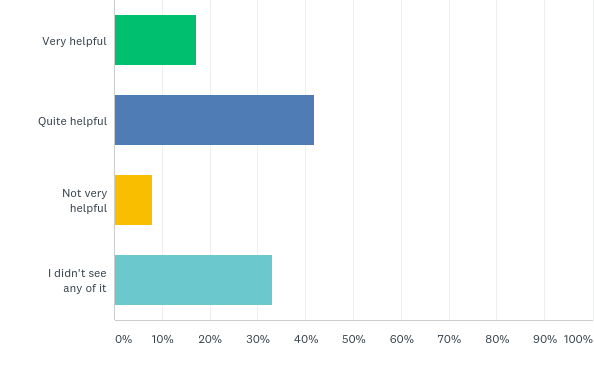 Very helpful
Quite helpful
Not very
helpful
I didn't see
any of it
0% 10% 20% 30% 40% 50% 60% 70% 80% 90% 100%